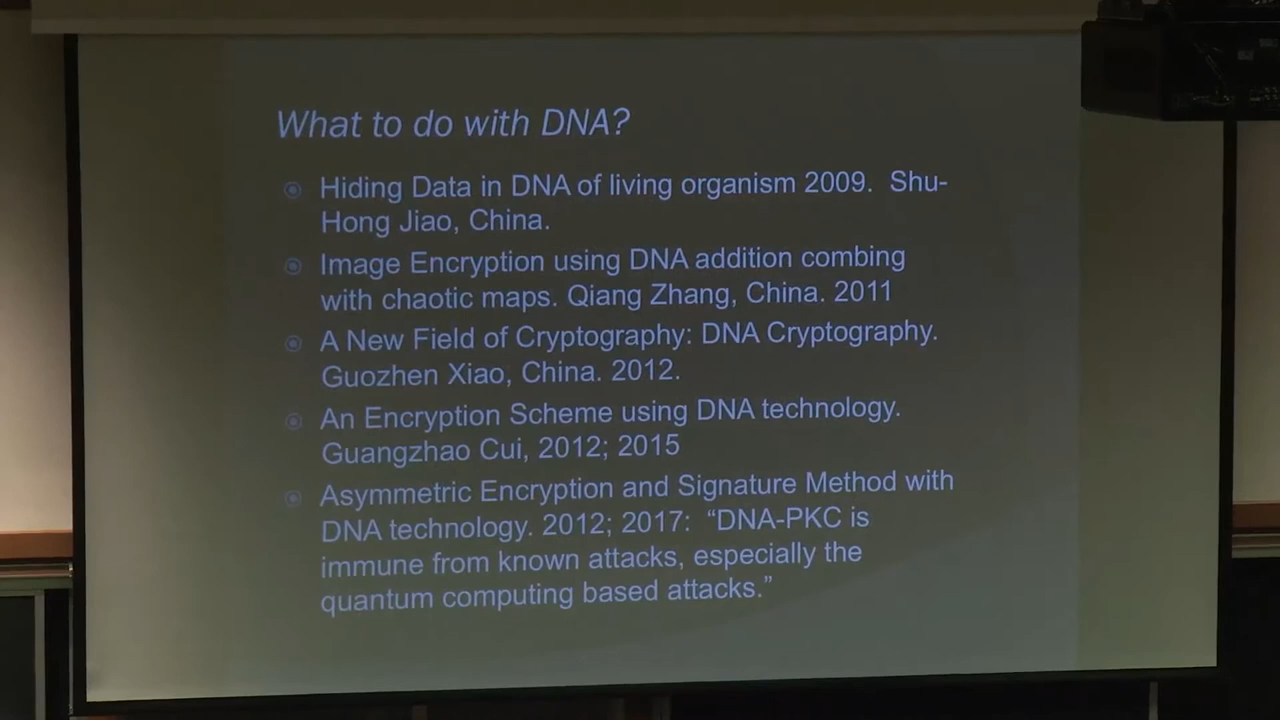 What to do with DNA?
Hiding Data in DNA of living organism 2009. Shu-
Hong Jiao, China.
Image Encryption using DNA addition combing
with chaotic maps. Qiang Zhang, China. 2011
A New Field of Cryptography: DNA Cryptography.
Guozhen Xiao, China. 2012.
An Encryption Scheme using DNA technology.
Guangzhao Cui, 2012; 2015
Asymmetric Encryption and Signature Method with
DNA technology. 2012; 2017: “DNA-PKC is
immune from known attacks, especially the
quantum computing based attacks.”